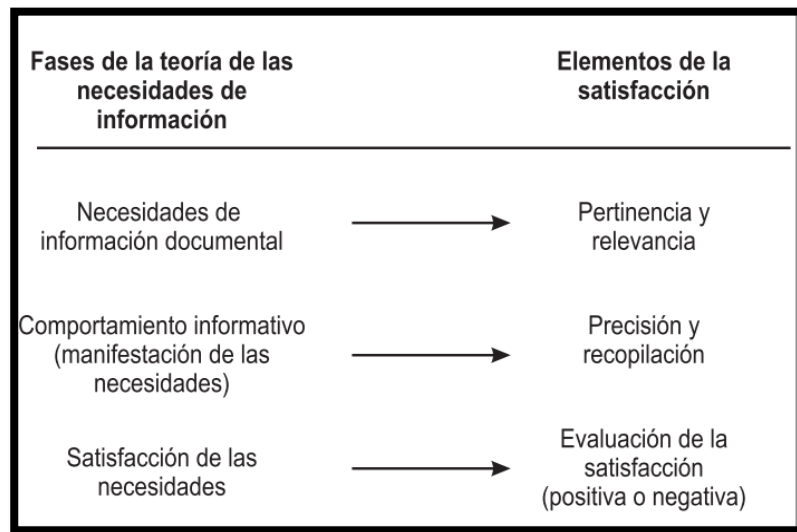 Fases de la teoría de las
necesidades de
información
Elementos de la
satisfacción
Necesidades de
información documental
Pertinencia y
relevancia
Comportamiento informativo
(manifestación de las
necesidades)
Precisión y
recopilación
Satisfacción de las
necesidades
Evaluación de la
satisfacción
(positiva o negativa)